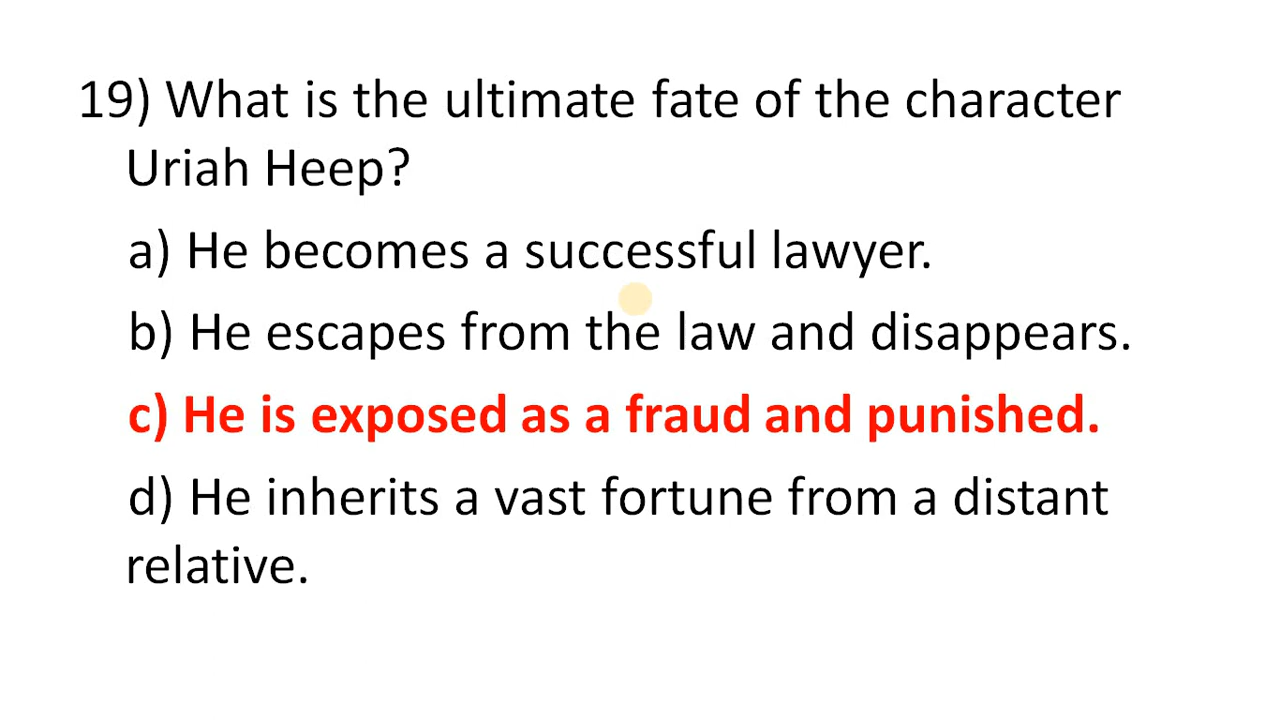 19) What is the ultimate fate of the character
Uriah Heep?
a) He becomes a successful lawyer.
b) He escapes from the law and disappears.
c) He is exposed as a fraud and punished.
d) He inherits a vast fortune from a distant
relative.